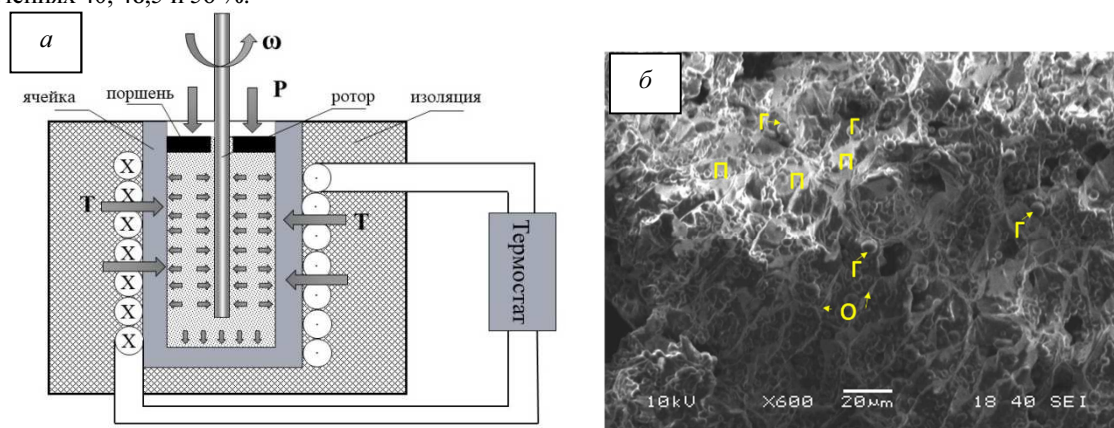 а
ω
P
ячейка
поршень
ротор
изоляция
X
X
T
X
T
X
X
X
X
Термостат
б
Г
Г
П
П
П
Г
Г
О
10kV
X600
20μm
18 40 SEI